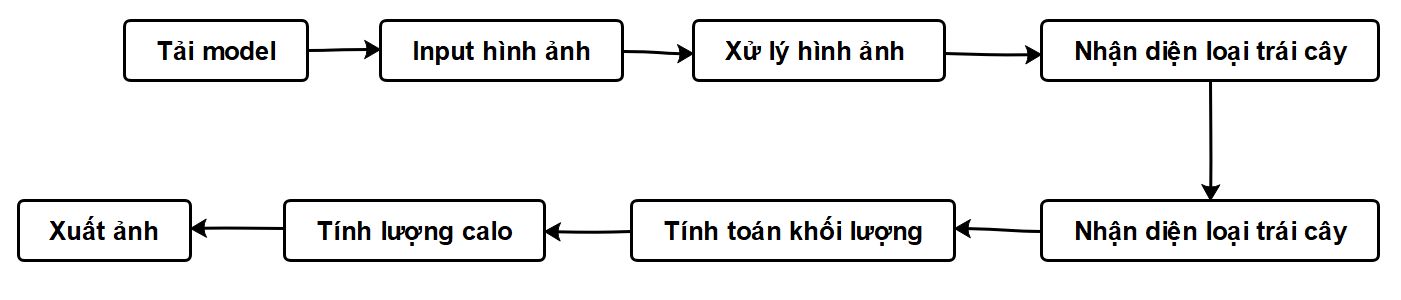 Tải model
Input hình ảnh
Xử lý hình ảnh
Nhận diện loại trái cây
Nhận diện loại trái cây
Tính toán khối lượng
Tính lượng calo
Xuất ảnh